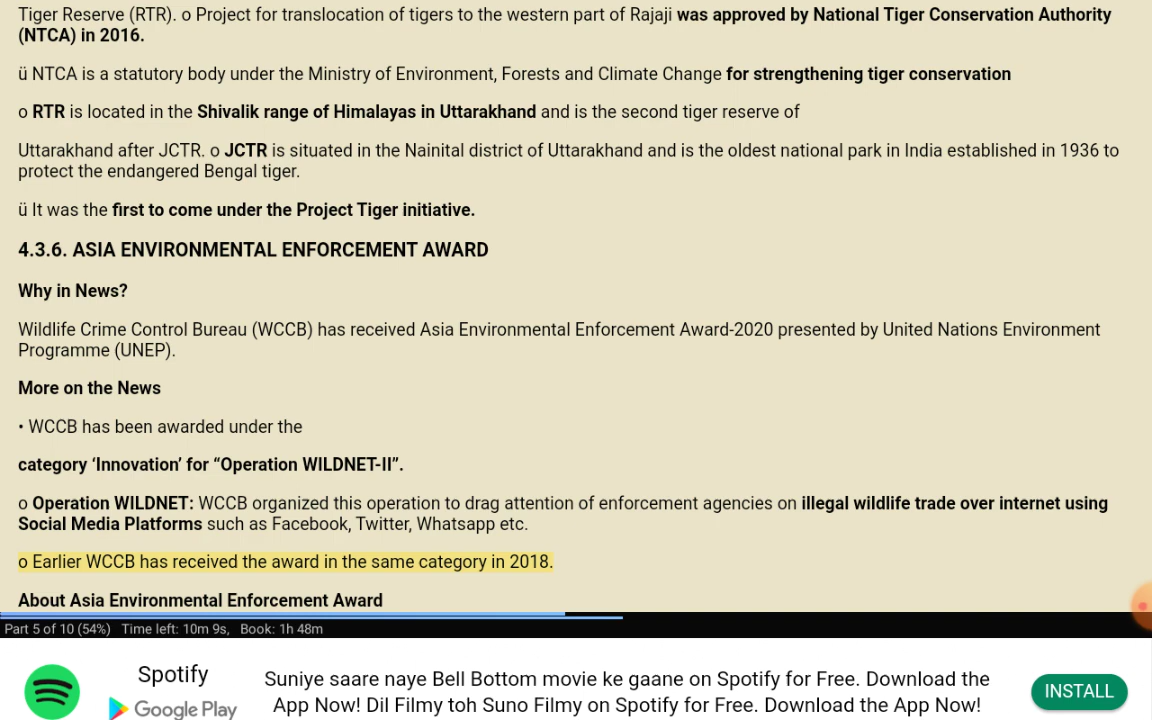 Tiger Reserve (RTR). o Project for translocation of tigers to the western part of Rajaji was approved by National Tiger Conservation Authority
(NTCA) in 2016.
ü NTCA is a statutory body under the Ministry of Environment, Forests and Climate Change for strengthening tiger conservation
o RTR is located in the Shivalik range of Himalayas in Uttarakhand and is the second tiger reserve of
Uttarakhand after JCTR. o JCTR is situated in the Nainital district of Uttarakhand and is the oldest national park in India established in 1936 to
protect the endangered Bengal tiger.
ü It was the first to come under the Project Tiger initiative.
4.3.6. ASIA ENVIRONMENTAL ENFORCEMENT AWARD
Why in News?
Wildlife Crime Control Bureau (WCCB) has received Asia Environmental Enforcement Award-2020 presented by United Nations Environment
Programme (UNEP).
More on the News
• WCCB has been awarded under the
category ‘Innovation’ for “Operation WILDNET-II”.
o Operation WILDNET: WCCB organized this operation to drag attention of enforcement agencies on illegal wildlife trade over internet using
Social Media Platforms such as Facebook, Twitter, Whatsapp etc.
o Earlier WCCB has received the award in the same category in 2018.
About Asia Environmental Enforcement Award
Part 5 of 10 (54%) Time left: 10m 9s, Book: 1h 48m
Spotify
Google Play
Suniye saare naye Bell Bottom movie ke gaane on Spotify for Free. Download the
App Now! Dil Filmy toh Suno Filmy on Spotify for Free. Download the App Now!
INSTALL